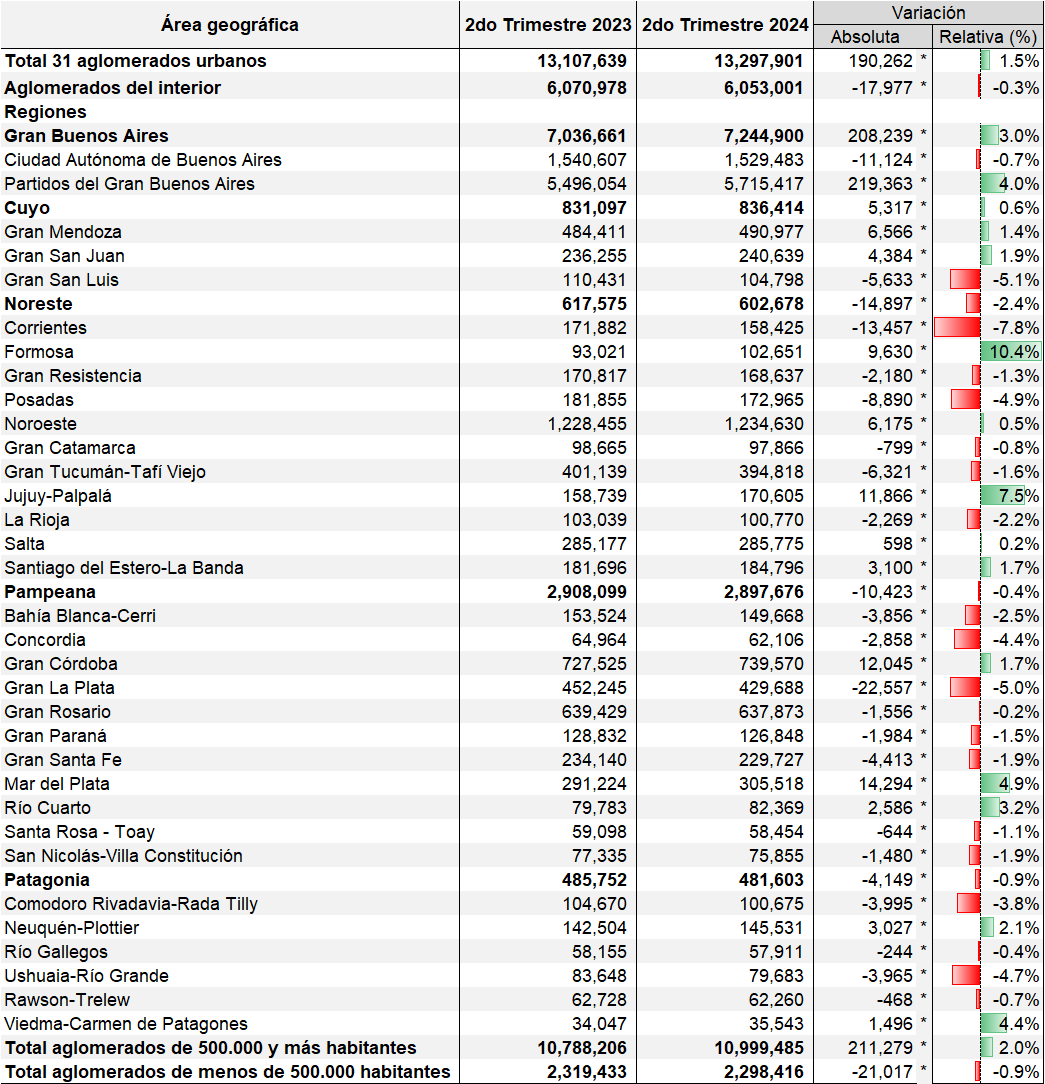 Área geográfica 2do Trimestre 2023 2do Trimestre 2024 Variación
Absoluta Relativa (%)
Total 31 aglomerados urbanos 13,107,639 13,297,901 190,262 * 1.5%
Aglomerados del interior 6,070,978 6,053,001 -17,977 * -0.3%
Regiones
Gran Buenos Aires 7,036,661 7,244,900 208,239 * 3.0%
Ciudad Autónoma de Buenos Aires 1,540,607 1,529,483 -11,124 * -0.7%
Partidos del Gran Buenos Aires 5,496,054 5,715,417 219,363 * 4.0%
Cuyo 831,097 836,414 5,317 * 0.6%
Gran Mendoza 484,411 490,977 6,566 * 1.4%
Gran San Juan 236,255 240,639 4,384 * 1.9%
Gran San Luis 110,431 104,798 -5,633 * -5.1%
Noreste 617,575 602,678 -14,897 * -2.4%
Corrientes 171,882 158,425 -13,457 * -7.8%
Formosa 93,021 102,651 9,630 * 10.4%
Gran Resistencia 170,817 168,637 -2,180 * -1.3%
Posadas 181,855 172,965 -8,890 * -4.9%
Noroeste 1,228,455 1,234,630 6,175 * 0.5%
Gran Catamarca 98,665 97,866 -799 * -0.8%
Gran Tucumán-Tafí Viejo 401,139 394,818 -6,321 * -1.6%
Jujuy-Palpalá 158,739 170,605 11,866 * 7.5%
La Rioja 103,039 100,770 -2,269 * -2.2%
Salta 285,177 285,775 598 * 0.2%
Santiago del Estero-La Banda 181,696 184,796 3,100 * 1.7%
Pampeana 2,908,099 2,897,676 -10,423 * -0.4%
Bahía Blanca-Cerri 153,524 149,668 -3,856 * -2.5%
Concordia 64,964 62,106 -2,858 * -4.4%
Gran Córdoba 727,525 739,570 12,045 * 1.7%
Gran La Plata 452,245 429,688 -22,557 * -5.0%
Gran Rosario 639,429 637,873 -1,556 * -0.2%
Gran Paraná 128,832 126,848 -1,984 * -1.5%
Gran Santa Fe 234,140 229,727 -4,413 * -1.9%
Mar del Plata 291,224 305,518 14,294 * 4.9%
Río Cuarto 79,783 82,369 2,586 * 3.2%
Santa Rosa - Toay 59,098 58,454 -644 * -1.1%
San Nicolás-Villa Constitución 77,335 75,855 -1,480 * -1.9%
Patagonia 485,752 481,603 -4,149 * -0.9%
Comodoro Rivadavia-Rada Tilly 104,670 100,675 -3,995 * -3.8%
Neuquén-Plottier 142,504 145,531 3,027 * 2.1%
Río Gallegos 58,155 57,911 -244 * -0.4%
Ushuaia-Río Grande 83,648 79,683 -3,965 * -4.7%
Rawson-Trelew 62,728 62,260 -468 * -0.7%
Viedma-Carmen de Patagones 34,047 35,543 1,496 * 4.4%
Total aglomerados de 500.000 y más habitantes 10,788,206 10,999,485 211,279 * 2.0%
Total aglomerados de menos de 500.000 habitantes 2,319,433 2,298,416 -21,017 * -0.9%